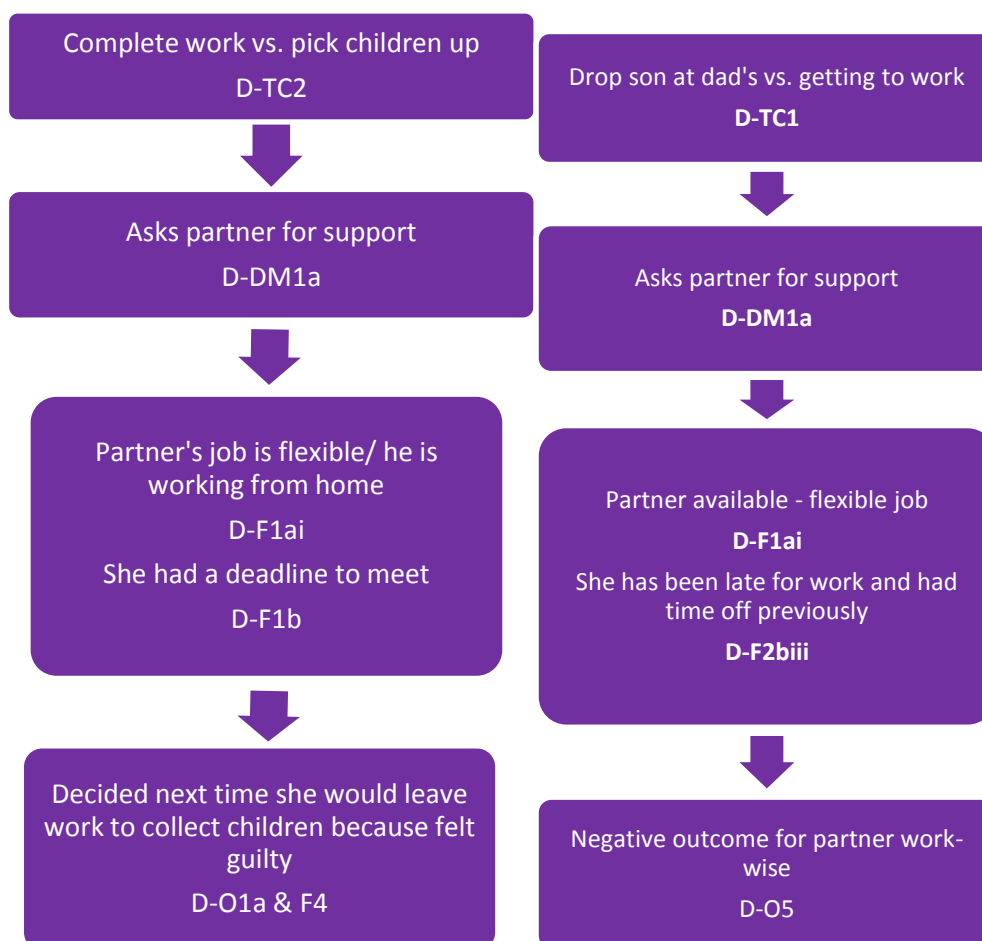 Complete work vs. pick children up
D-TC2
Asks partner for support
D-DM1a
Partner's job is flexible/ he is
working from home
D-F1ai
She had a deadline to meet
D-F1b
Decided next time she would leave
work to collect children because felt
guilty
D-O1a & F4
Drop son at dad's vs. getting to work
D-TC1
Asks partner for support
D-DM1a
Partner available - flexible job
D-F1ai
She has been late for work and had
time off previously
D-F2biii
Negative outcome for partner work-
wise
D-O5